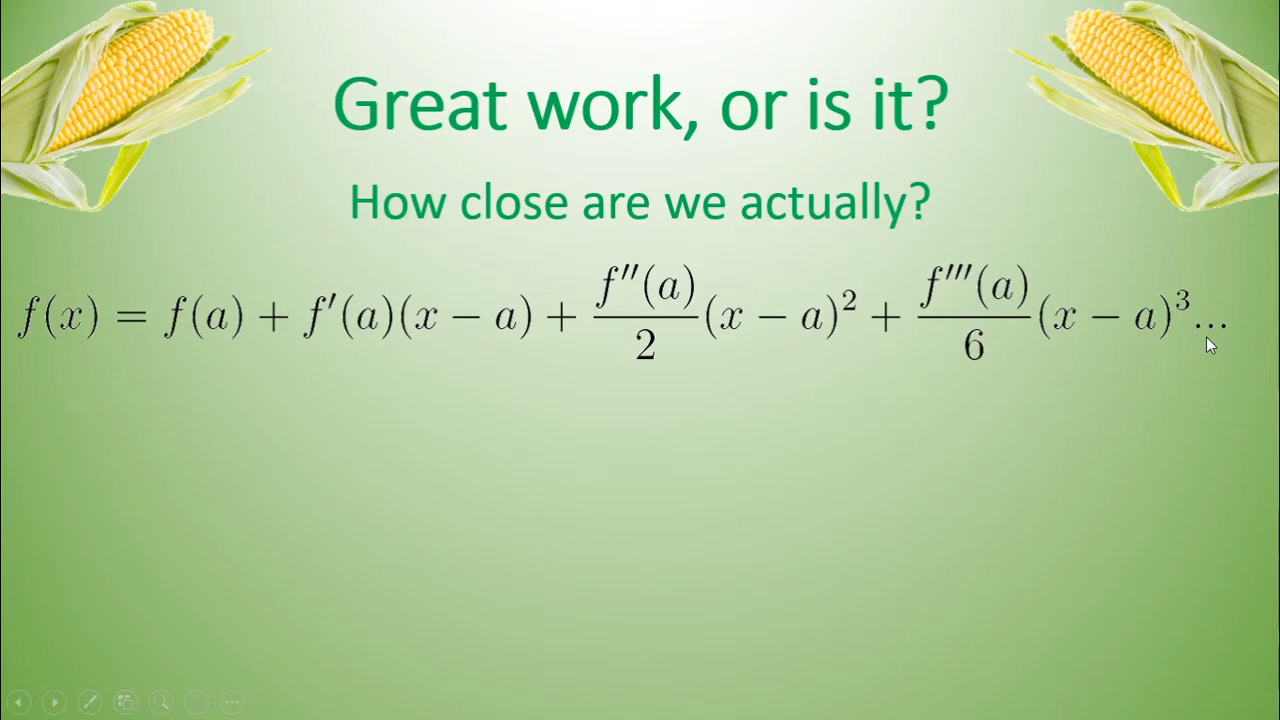 Great work, or is it?
How close are we actually?
f(x) = f(a) + f′(a)(x − a) + f″(a)/2 (x − a)² + f‴(a)/6 (x − a)³...